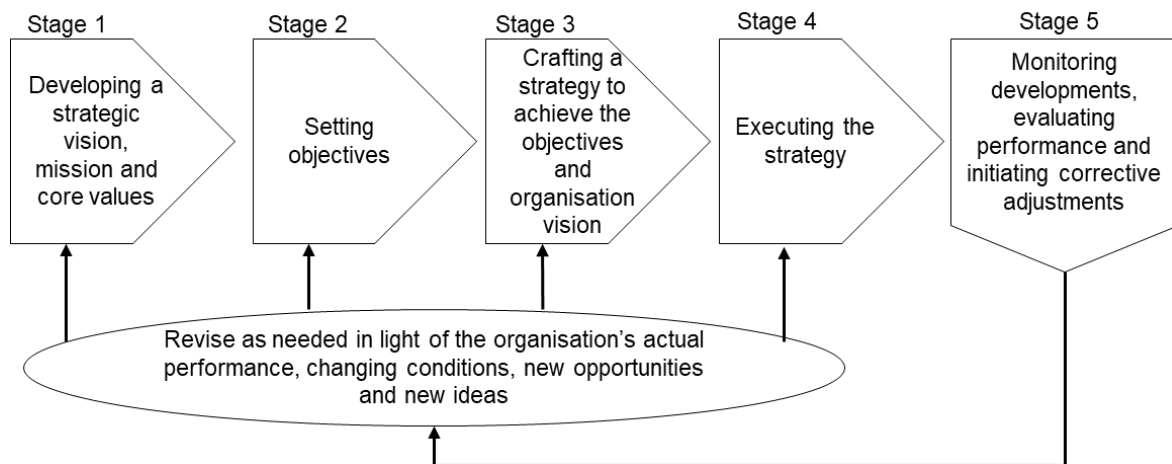 Stage 1
Developing a
strategic
vision,
mission and
core values
Stage 2
Setting
objectives
Stage 3
Crafting a
strategy to
achieve the
objectives
and
organisation
vision
Stage 4
Executing the
strategy
Stage 5
Monitoring
developments,
evaluating
performance and
initiating corrective
adjustments
Revise as needed in light of the organisation’s actual
performance, changing conditions, new opportunities
and new ideas